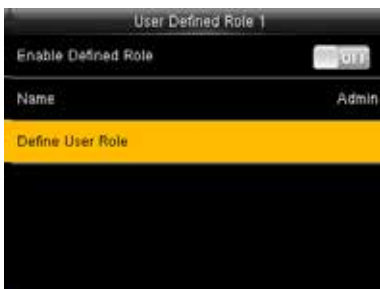 User Defined Role 1
Enable Defined Role OFF
Name Admin
Define User Role